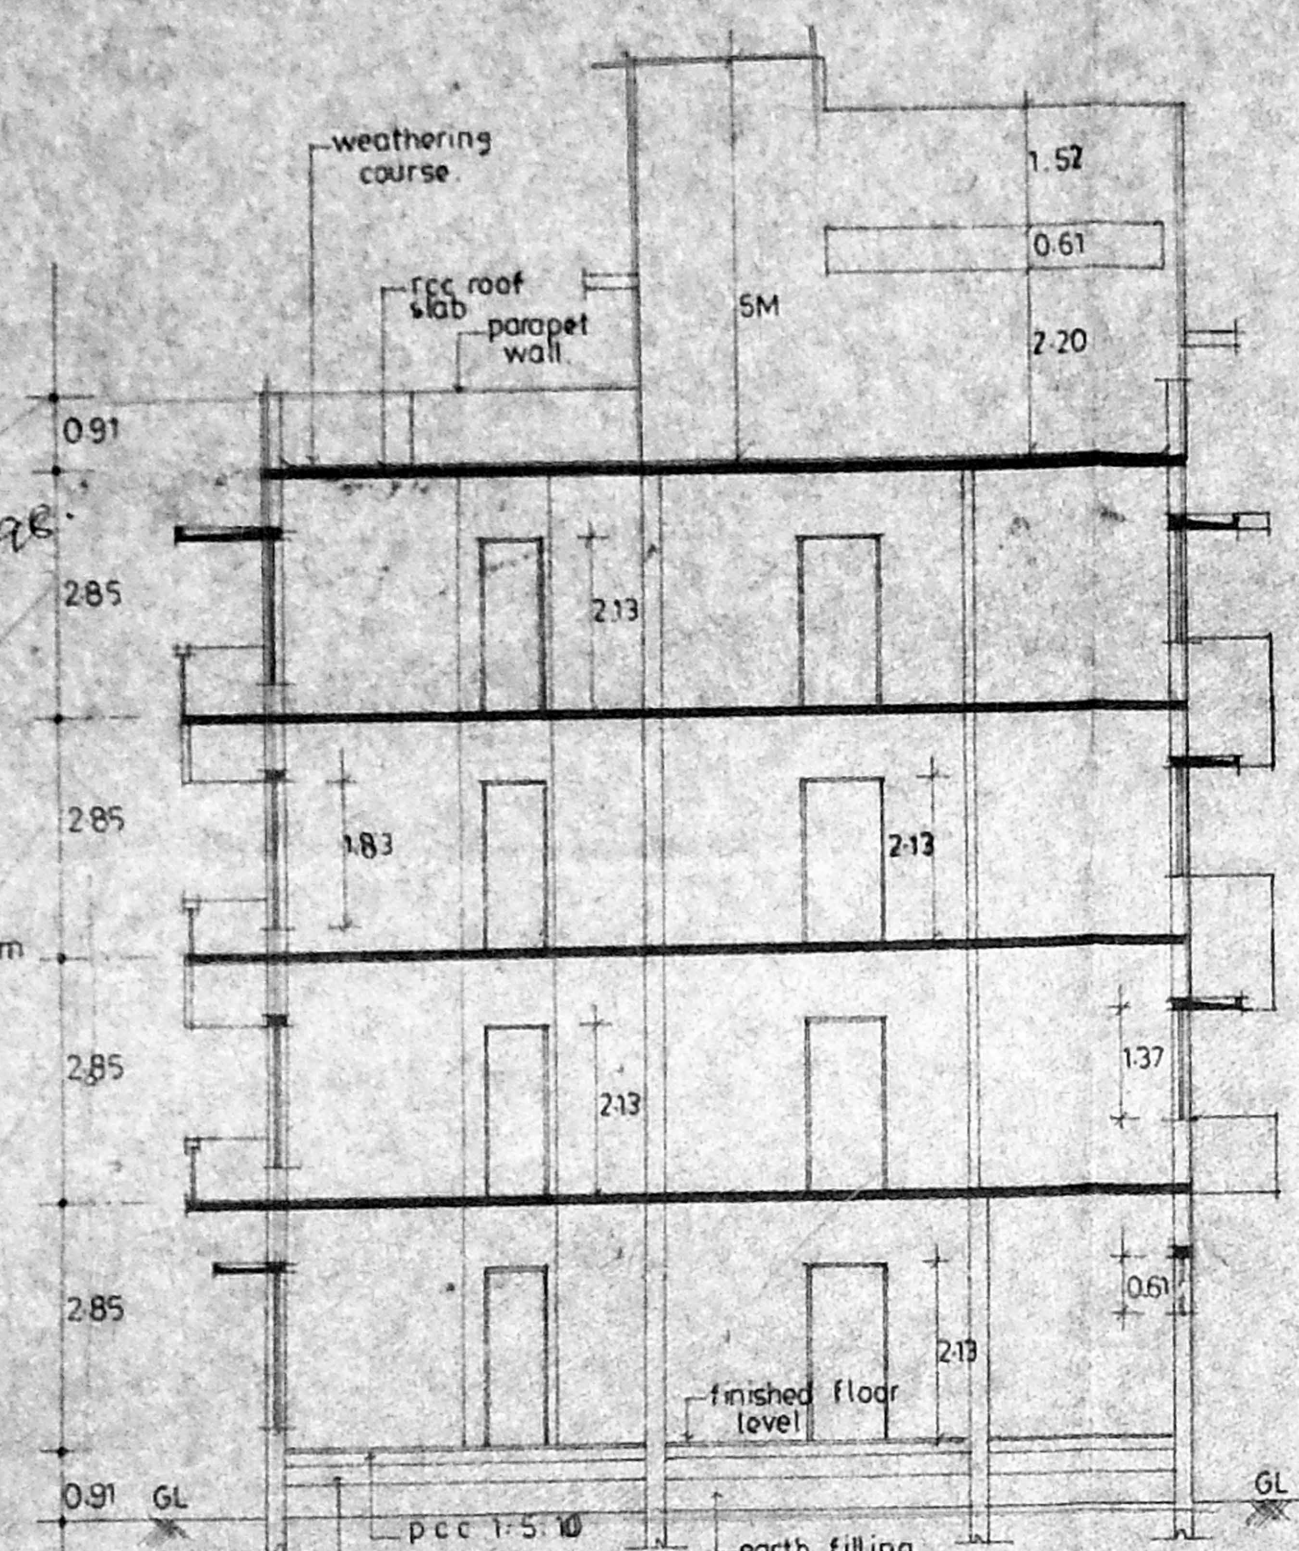 weathering
course.
1.52
0.61
rcc roof
slab
5M
parapet
wall.
2.20
0.91
2.85
2.13
2.85
1.83
2.13
m
2.85
1.37
2.13
2.85
0.61
2.13
finished floor
level
0.91
GL
GL
pcc 1:5:10
earth filling